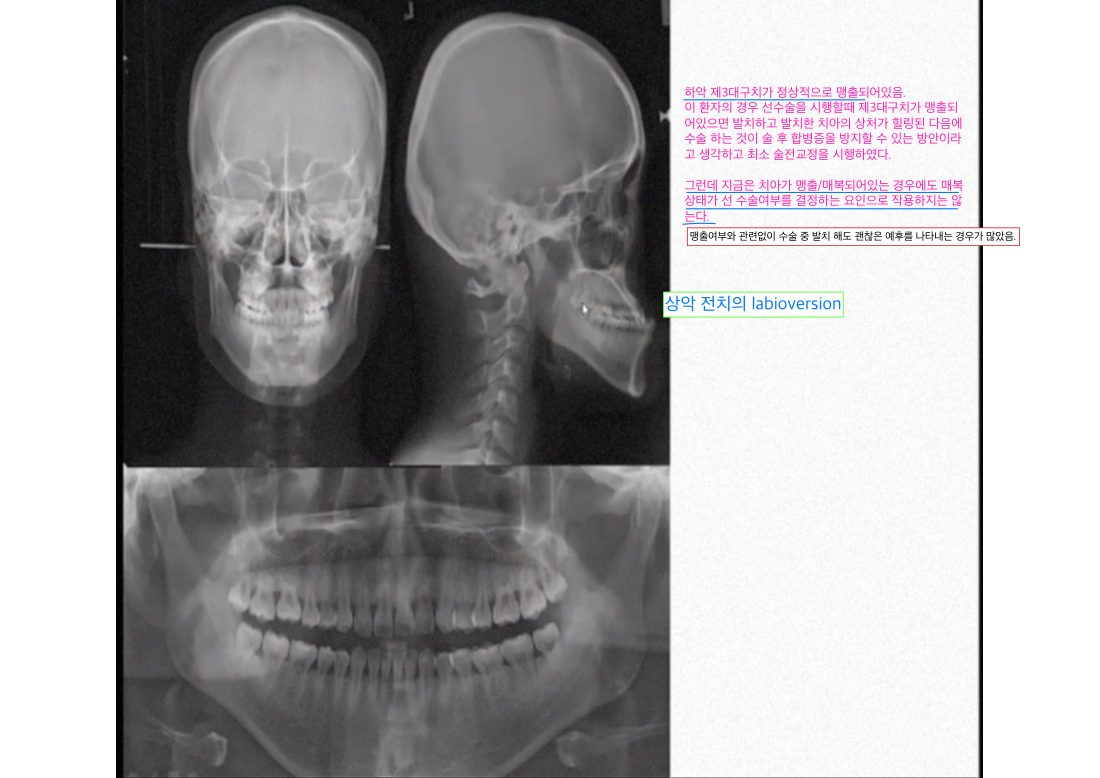 하악 제3대구치가 정상적으로 맹출되어있음.
이 환자의 경우 선수술을 시행할때 제3대구치가 맹출되
어있으면 발치하고 발치한 치아의 상처가 힐링된 다음에
수술 하는 것이 술 후 합병증을 방지할 수 있는 방안이라
고 생각하고 최소 술전교정을 시행하였다.
그런데 지금은 치아가 맹출/매복되어있는 경우에도 매복
상태가 선 수술여부를 결정하는 요인으로 작용하지는 않
는다.
맹출여부와 관련없이 수술 중 발치 해도 괜찮은 예후를 나타내는 경우가 많았음.
상악 전치의 labioversion